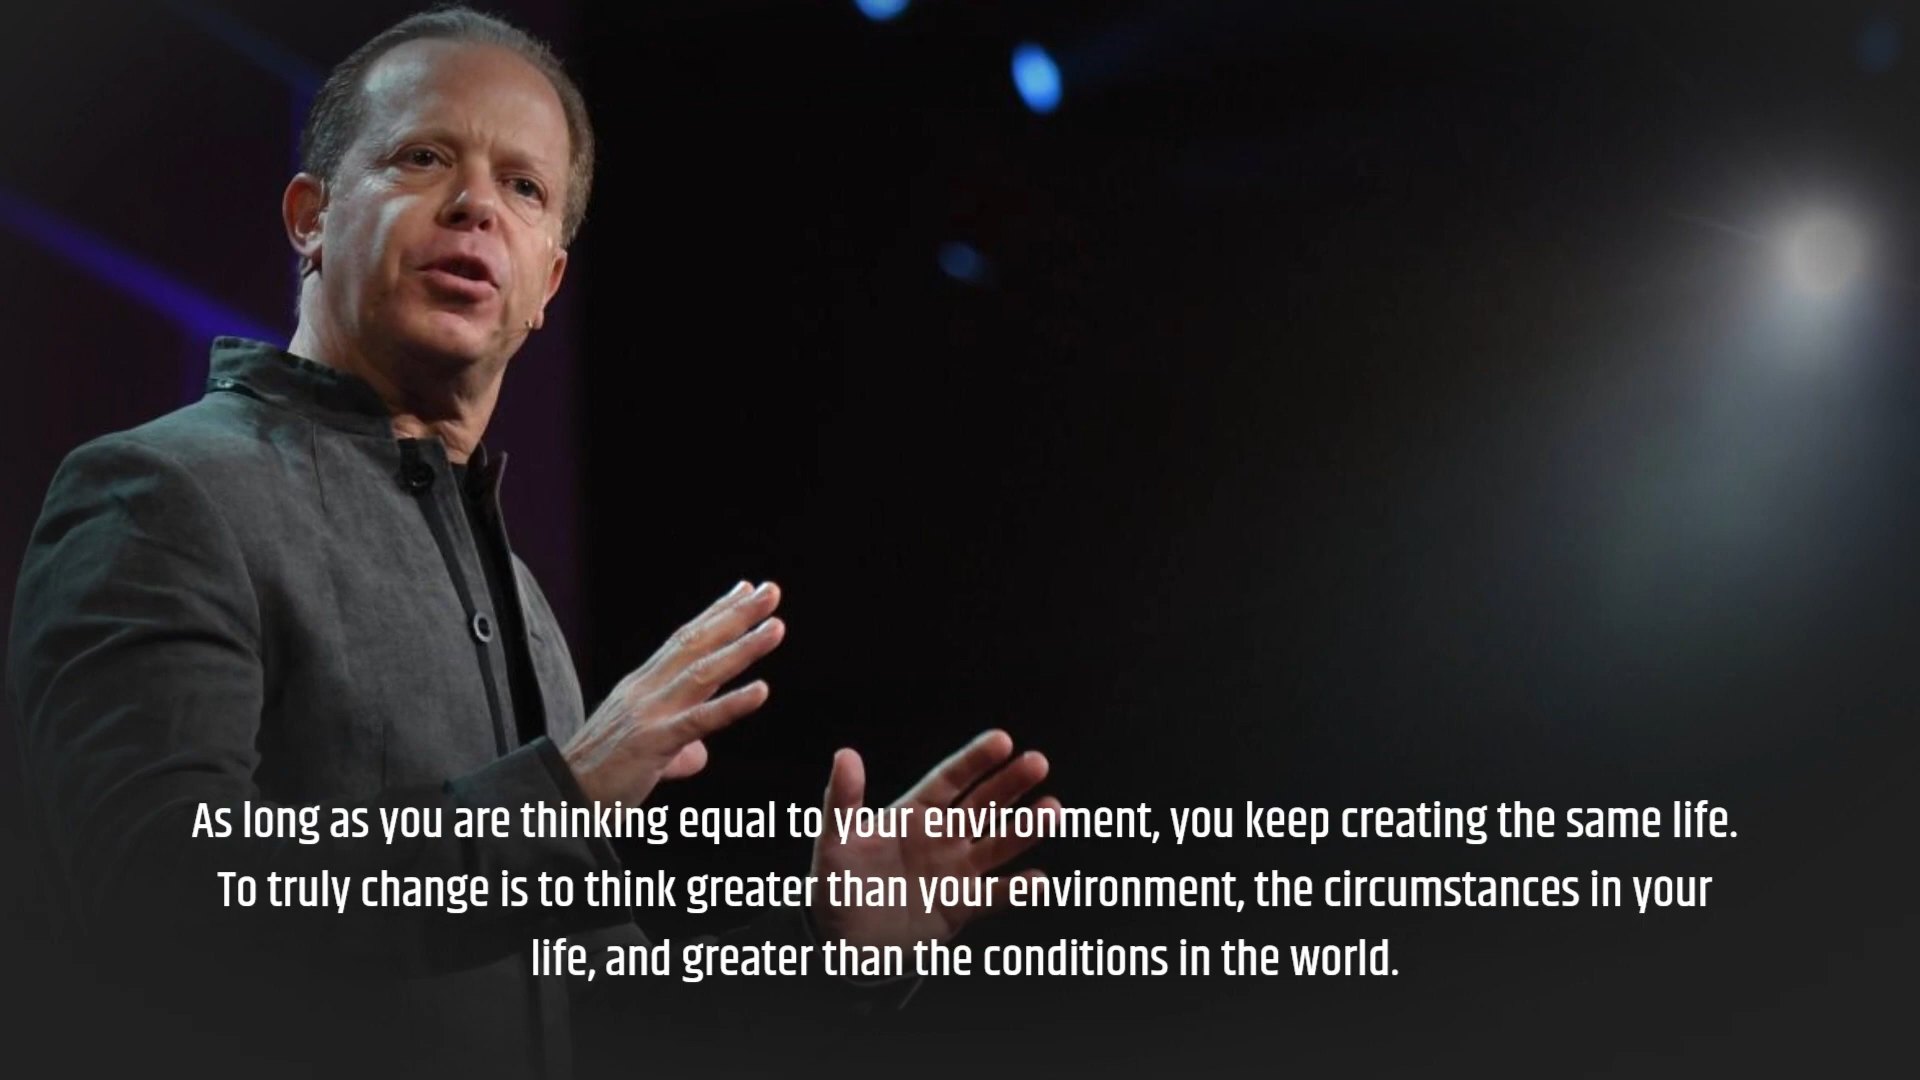 As long as you are thinking equal to your environment, you keep creating the same life.
To truly change is to think greater than your environment, the circumstances in your
life, and greater than the conditions in the world.